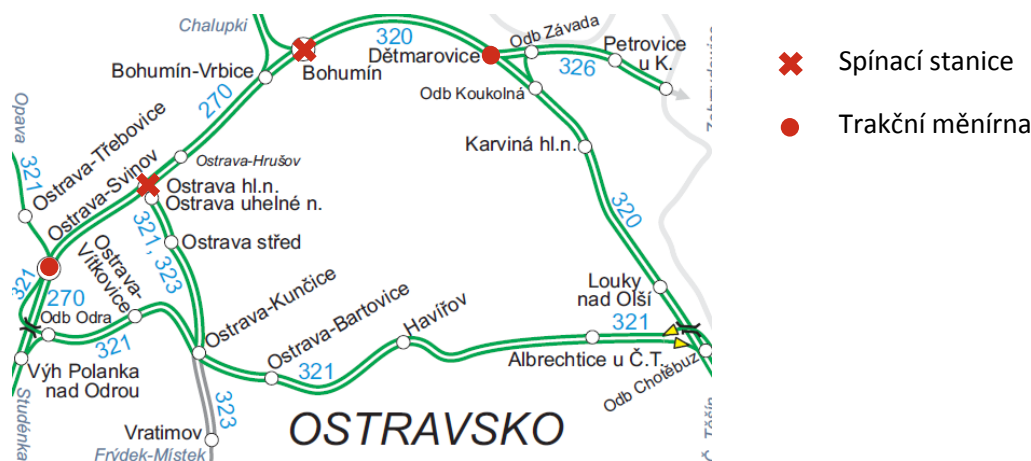 Chalupki
320
Odb Závada
Dětmarovice
Petrovice
u K.
326
Bohumín-Vrbice
Bohumín
270
Odb Koukolná
Karviná hl.n.
Opava
321
Ostrava-Třebovice
Ostrava-Svinov
Ostrava-Hrušov
Ostrava hl.n.
Ostrava uhelné n.
321, 323
Ostrava střed
320
Ostrava-
Vítkovice
321
270
Odb Odra
321
Ostrava-Kunčice
Ostrava-Bartovice
Havířov
321
Louky
nad Olší
321
Albrechtice u Č.T.
Odb Chotěbuz
Výh Polanka
nad Odrou
Studénka
323
Vratimov
Frýdek-Místek
OSTRAVSKO
Těšín
Spínací stanice
Trakční měnírna